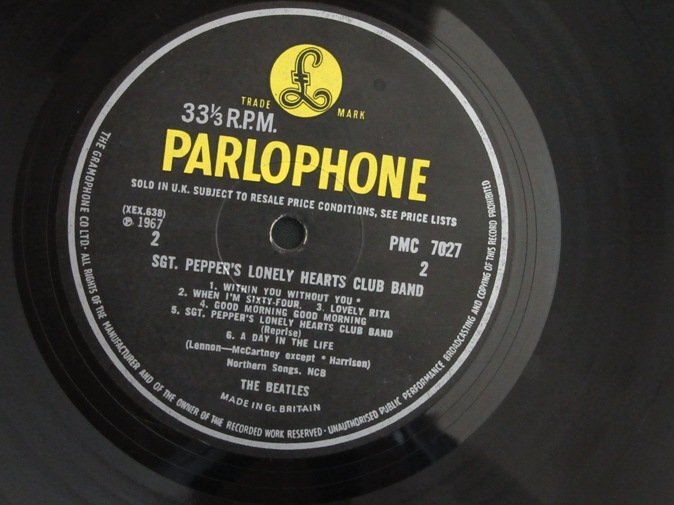 £
TRADE MARK
33⅓ R.P.M.
PARLOPHONE
SOLD IN U.K. SUBJECT TO RESALE PRICE CONDITIONS, SEE PRICE LISTS
(XEX.638)
℗ 1967
2
PMC 7027
2
SGT. PEPPER'S LONELY HEARTS CLUB BAND
1. WITHIN YOU WITHOUT YOU *
2. WHEN I'M SIXTY-FOUR. 3. LOVELY RITA
4. GOOD MORNING GOOD MORNING
5. SGT. PEPPER'S LONELY HEARTS CLUB BAND
(Reprise)
6. A DAY IN THE LIFE
(Lennon—McCartney except * Harrison)
Northern Songs, NCB
THE BEATLES
MADE IN Gt. BRITAIN
THE GRAMOPHONE CO. LTD. · ALL RIGHTS OF THE MANUFACTURER AND OF THE OWNER OF THE RECORDED WORK RESERVED · UNAUTHORISED PUBLIC PERFORMANCE BROADCASTING AND COPYING OF THIS RECORD PROHIBITED